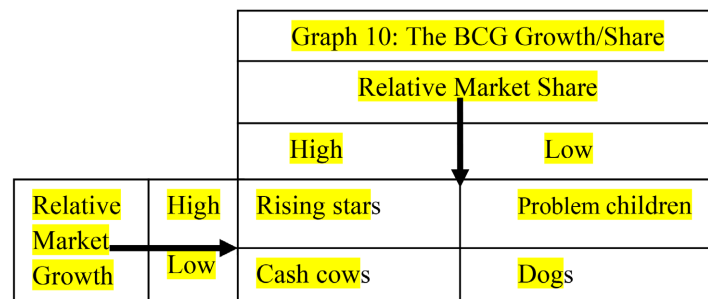 Graph 10: The BCG Growth/Share
Relative Market Share
High
Low
Relative
Market
Growth
High
Low
Rising stars
Problem children
Cash cows
Dogs